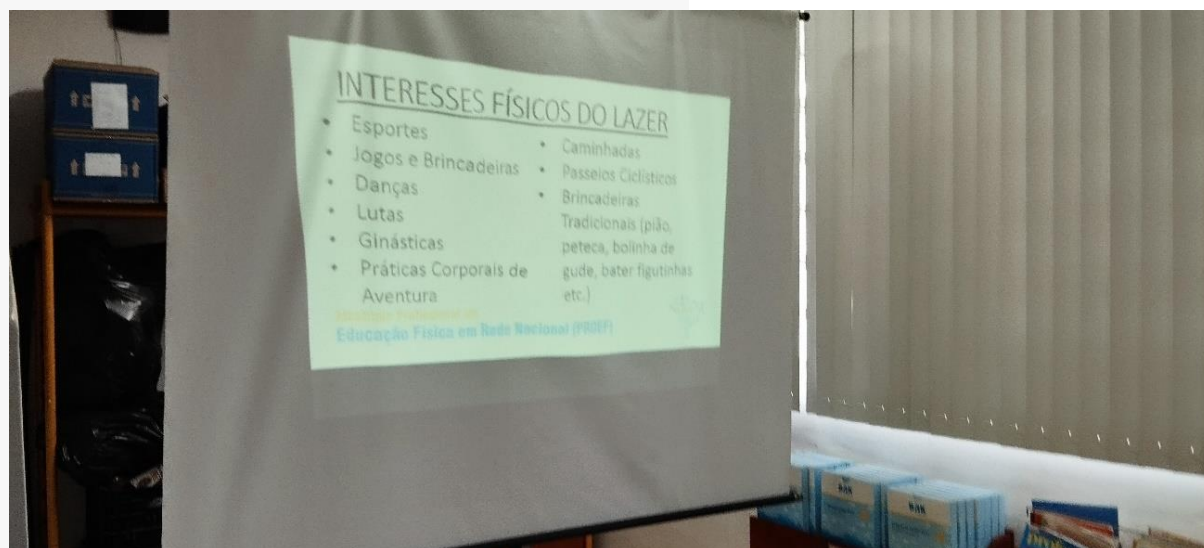 INTERESSES FÍSICOS DO LAZER
• Esportes
• Jogos e Brincadeiras
• Danças
• Lutas
• Ginásticas
• Práticas Corporais de
Aventura
• Caminhadas
• Passeios Ciclísticos
• Brincadeiras
Tradicionais (pião,
peteca, bolinha de
gude, bater figutinhas
etc.)
Educação Física em Rede Nacional (PROEF)